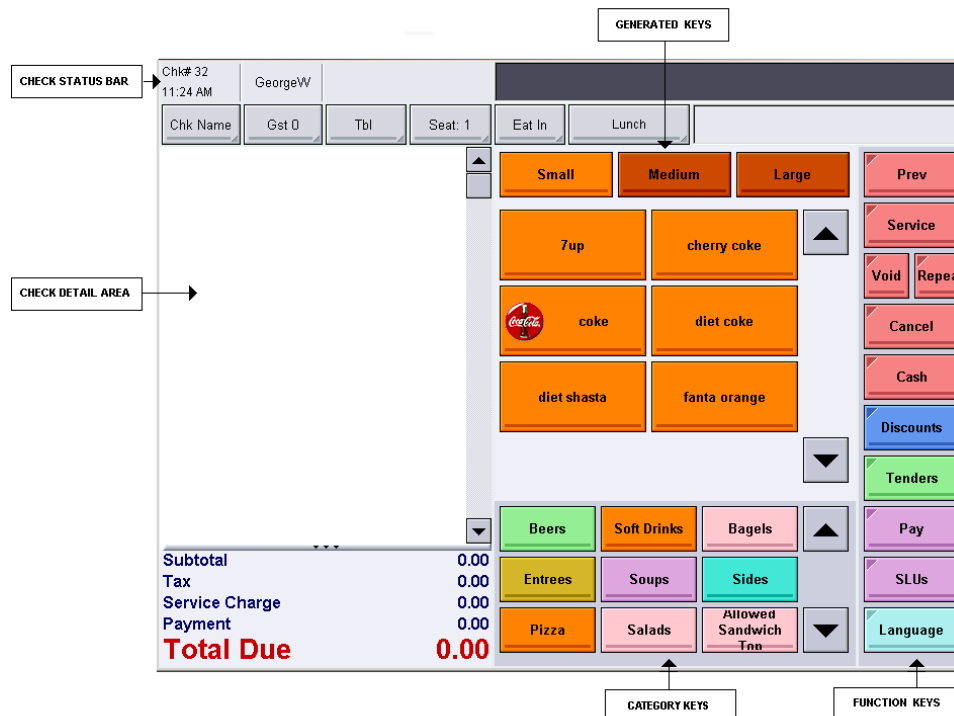 GENERATED KEYS
CHECK STATUS BAR
Chk# 32
11:24 AM
GeorgeW
Chk Name
Gst 0
Tbl
Seat: 1
Eat In
Lunch
Small
Medium
Large
Prev
7up
cherry coke
Service
Void
Repea
CHECK DETAIL AREA
Coca-Cola
coke
diet coke
Cancel
Cash
diet shasta
fanta orange
Discounts
Tenders
Beers
Soft Drinks
Bagels
Pay
Subtotal 0.00
Tax 0.00
Service Charge 0.00
Payment 0.00
Total Due 0.00
Entrees
Soups
Sides
SLUs
Pizza
Salads
Allowed
Sandwich
Top
Language
CATEGORY KEYS
FUNCTION KEYS